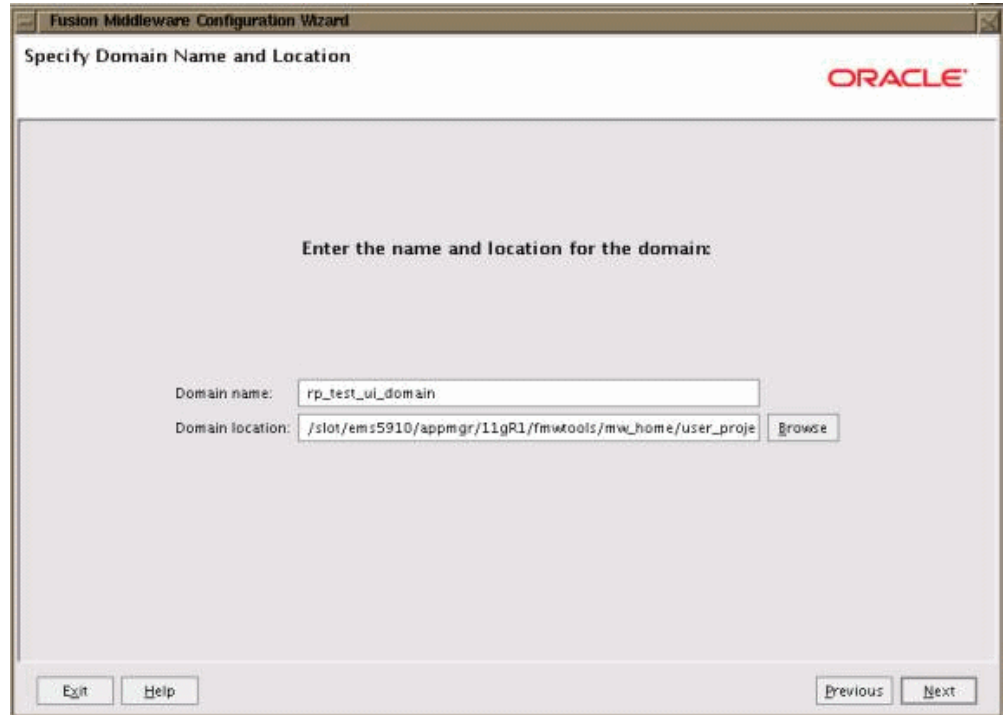 Fusion Middleware Configuration Wizard
Specify Domain Name and Location
ORACLE
Enter the name and location for the domain:
Domain name: rp_test_ui_domain
Domain location: /slot/ems5910/appmgr/11gR1/fmwtools/mw_home/user_proje Browse
Exit Help Previous Next